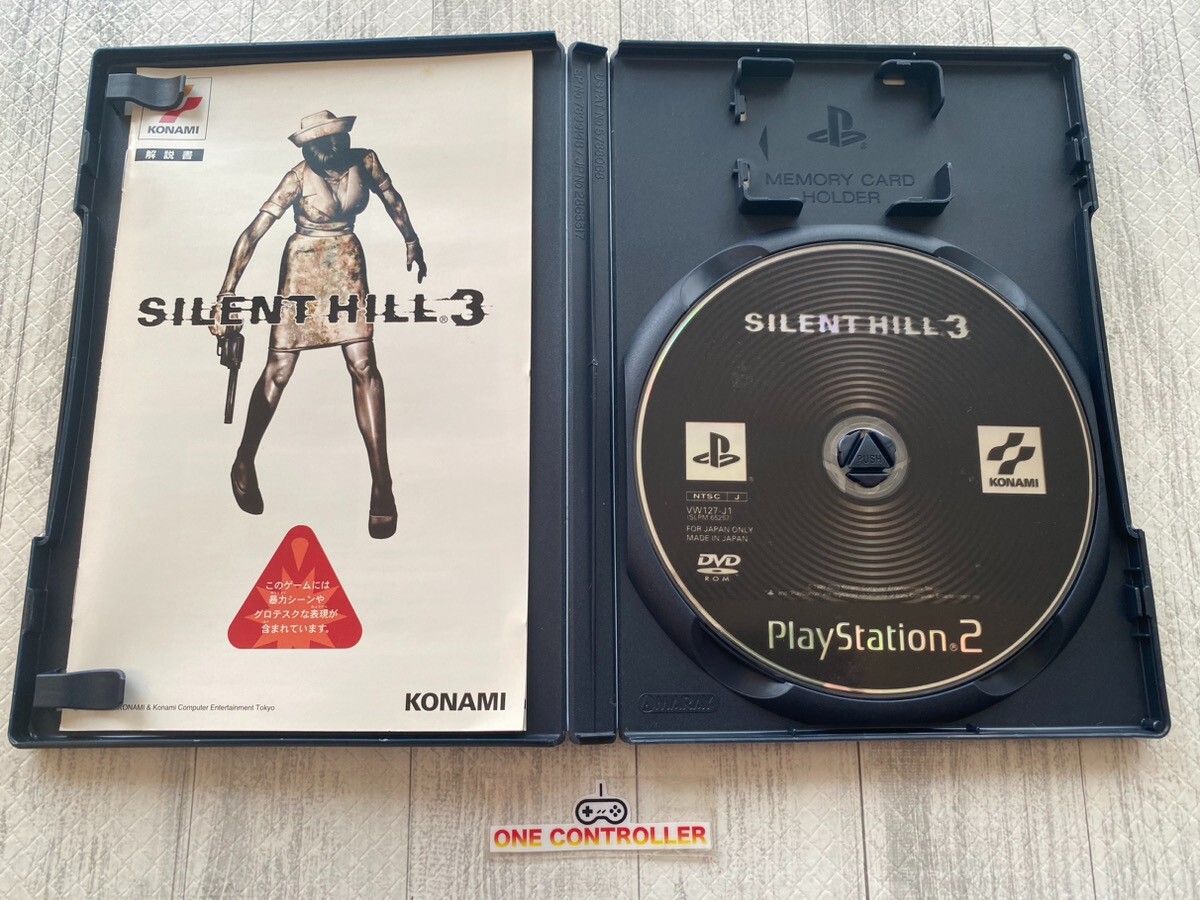 KONAMI
解説書
SILENT HILL 3
このゲームには
暴力シーンや
グロテスクな表現が
含まれています。
KONAMI & Konami Computer Entertainment Tokyo
KONAMI
MEMORY CARD
HOLDER
SILENT HILL 3
PUSH
KONAMI
NTSC J
VW127-J1
(SLPM 65257)
FOR JAPAN ONLY
MADE IN JAPAN
DVD
ROM
PlayStation®2
AMARAY
ONE CONTROLLER